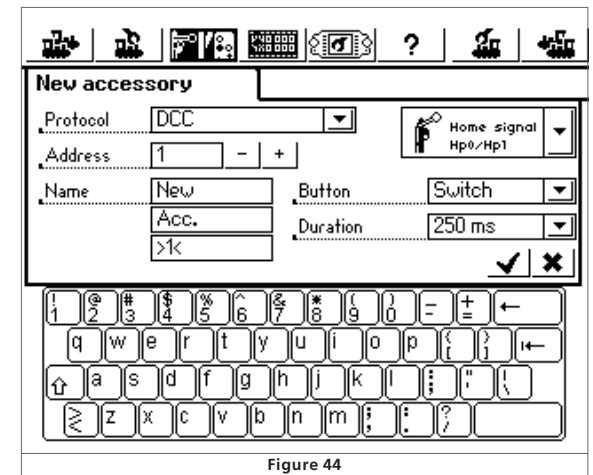 ?
New accessory
Protocol DCC
Home signal
Hp0/Hp1
Address 1 - +
Name New Button Switch
Acc. Duration 250 ms
>1<
! @ # $ % ^ & * ( ) _ + ←
1 2 3 4 5 6 7 8 9 0 - =
q w e r t y u i o p { } |←
[ ]
⇧ a s d f g h j k l : " \
; '
> z x c v b n m ; : ? 
< , . /
Figure 44